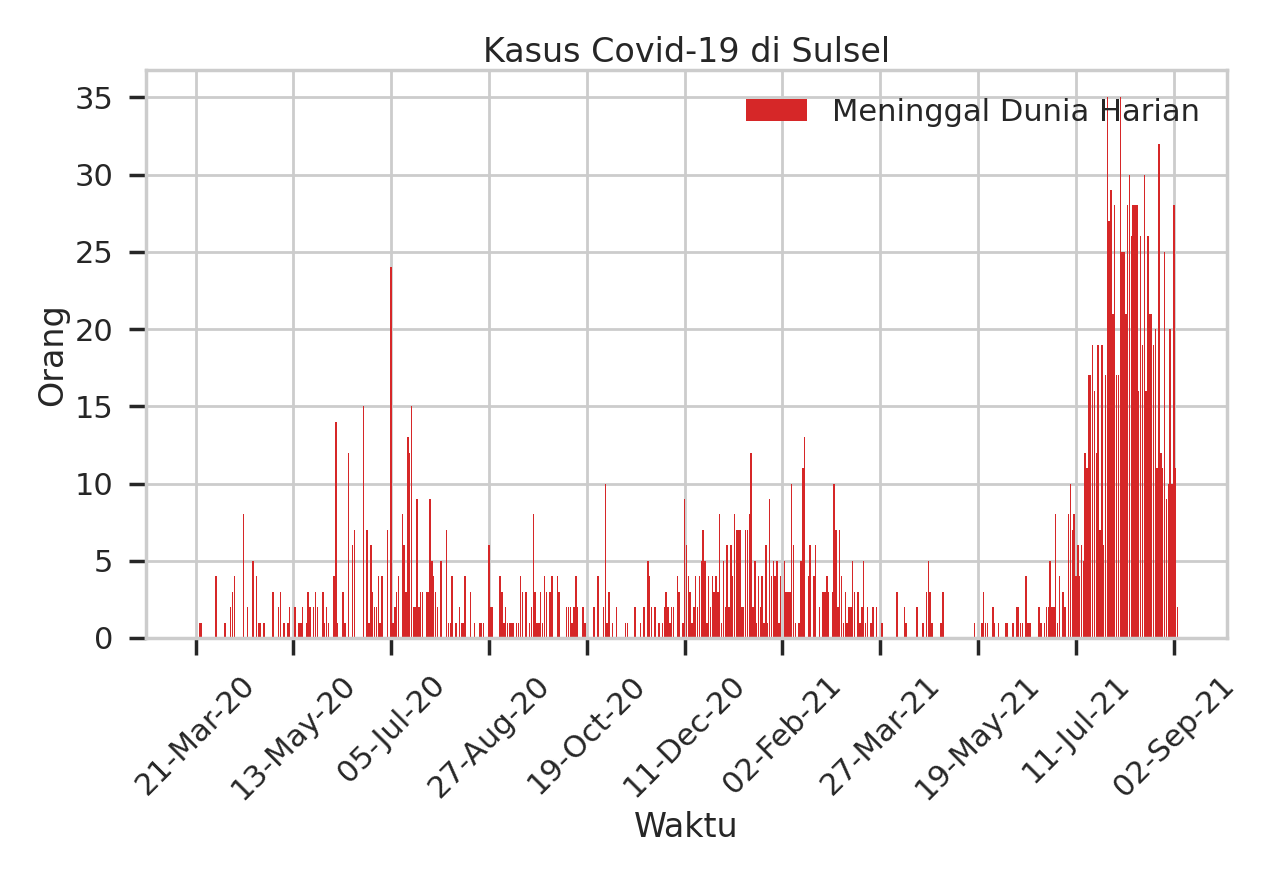 Kasus Covid-19 di Sulsel
Meninggal Dunia Harian
Orang
35
30
25
20
15
10
5
0
21-Mar-20
13-May-20
05-Jul-20
27-Aug-20
19-Oct-20
11-Dec-20
02-Feb-21
27-Mar-21
19-May-21
11-Jul-21
02-Sep-21
Waktu